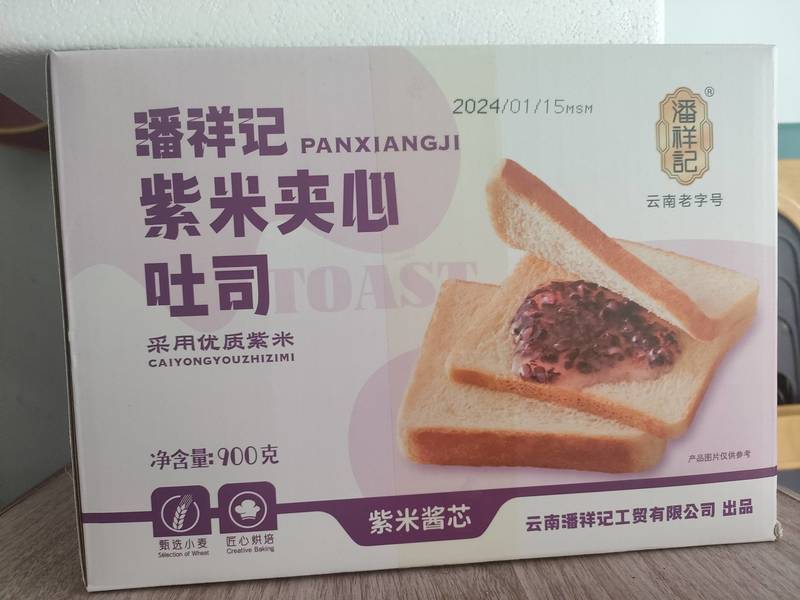 2024/01/15MSM
潘祥記
®
云南老字号
潘祥记 PANXIANGJI
紫米夹心
吐司
TOAST
采用优质紫米
CAIYONGYOUZHIZIMI
净含量:900克
产品图片仅供参考
甄选小麦
Selection of Wheat
匠心烘焙
Creative Baking
紫米酱芯
云南潘祥记工贸有限公司 出品